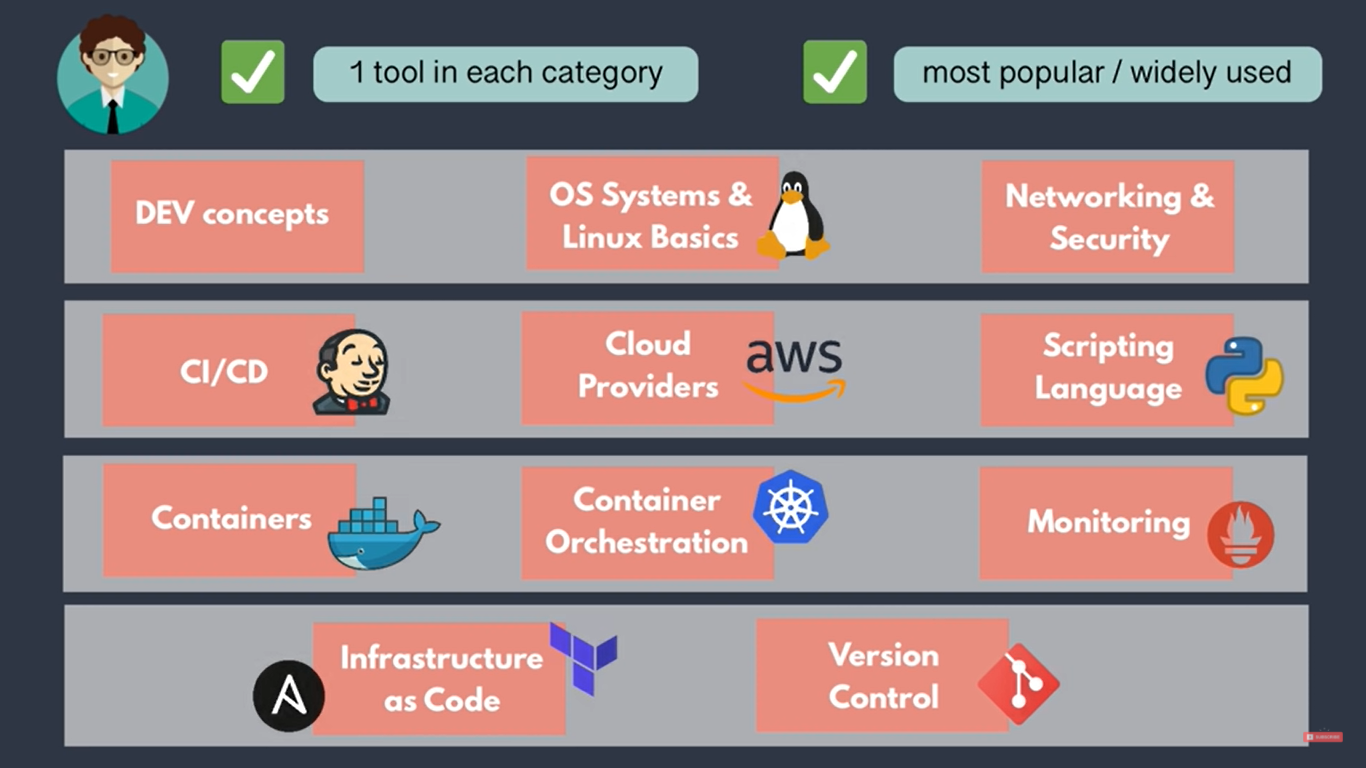 1 tool in each category
most popular / widely used
DEV concepts
OS Systems &
Linux Basics
Networking &
Security
CI/CD
Cloud
Providers
aws
Scripting
Language
Containers
Container
Orchestration
Monitoring
Infrastructure
as Code
Version
Control
SUBSCRIBE